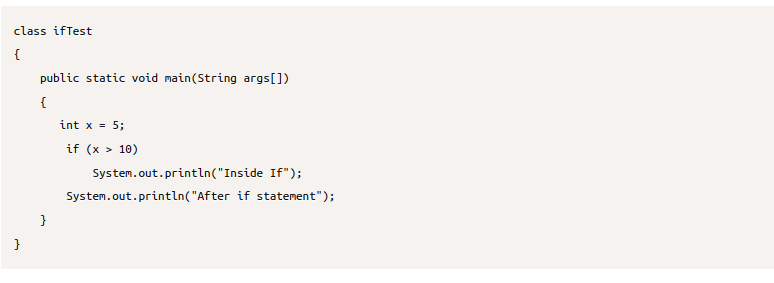 class ifTest
{
    public static void main(String args[])
    {
       int x = 5;
        if (x > 10)
            System.out.println("Inside If");
        System.out.println("After if statement");
    }
}